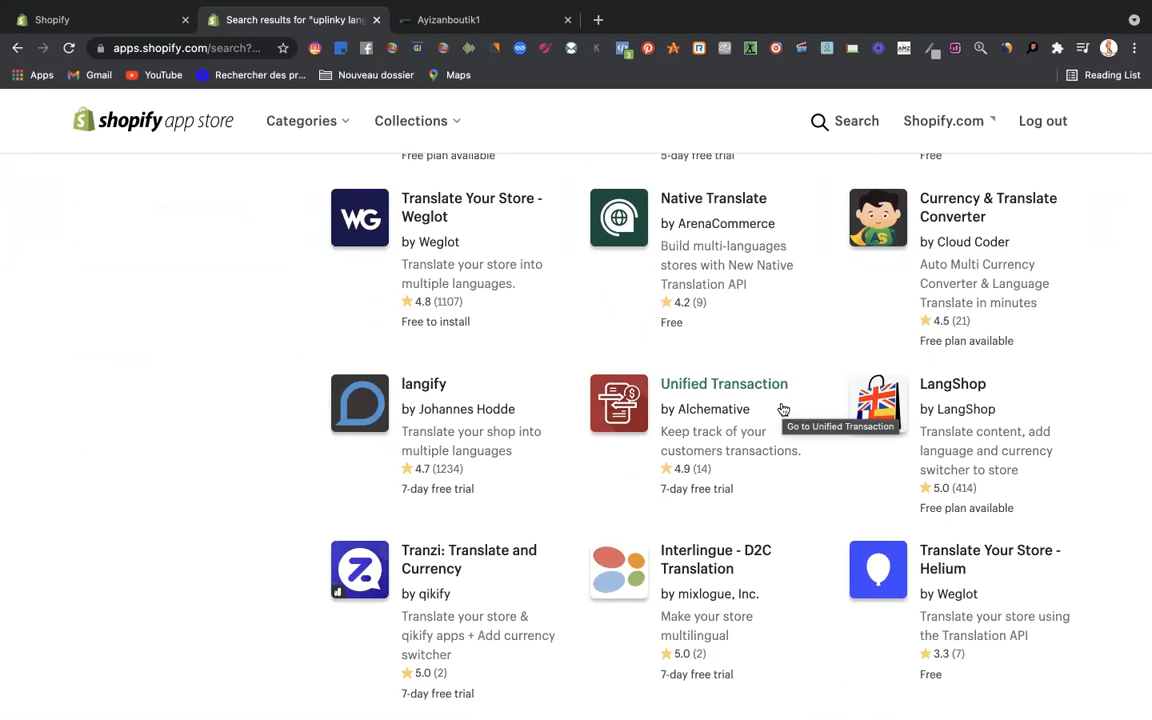 Shopify
Search results for "uplinky lan
Ayizanboutik1
apps.shopify.com/search?...
Apps
Gmail
YouTube
Rechercher des pr...
Nouveau dossier
Maps
Reading List
shopify app store
Categories
Collections
Search
Shopify.com
Log out
Free plan available
5-day free trial
Free
WG
Translate Your Store -
Weglot
by Weglot
Translate your store into
multiple languages.
4.8 (1107)
Free to install
Native Translate
by ArenaCommerce
Build multi-languages
stores with New Native
Translation API
4.2 (9)
Free
Currency & Translate
Converter
by Cloud Coder
Auto Multi Currency
Converter & Language
Translate in minutes
4.5 (21)
Free plan available
langify
by Johannes Hodde
Translate your shop into
multiple languages
4.7 (1234)
7-day free trial
Unified Transaction
by Alchemative
Go to Unified Transaction
Keep track of your
customers transactions.
4.9 (14)
7-day free trial
LangShop
by LangShop
Translate content, add
language and currency
switcher to store
5.0 (414)
Free plan available
Tranzi: Translate and
Currency
by qikify
Translate your store &
qikify apps + Add currency
switcher
5.0 (2)
7-day free trial
Interlingue - D2C
Translation
by mixlogue, Inc.
Make your store
multilingual
5.0 (2)
7-day free trial
Translate Your Store -
Helium
by Weglot
Translate your store using
the Translation API
3.3 (7)
Free